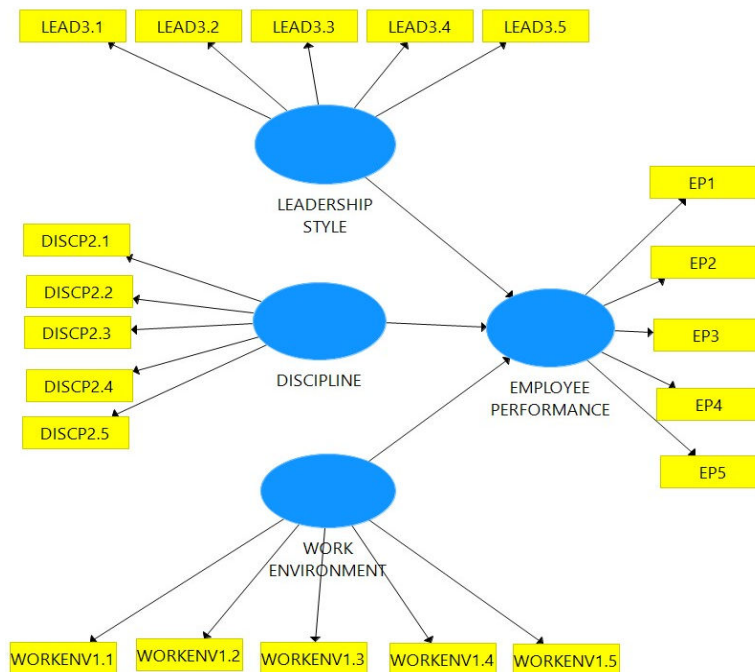 LEAD3.1
LEAD3.2
LEAD3.3
LEAD3.4
LEAD3.5
LEADERSHIP
STYLE
EP1
DISCP2.1
EP2
DISCP2.2
DISCP2.3
EP3
DISCP2.4
DISCIPLINE
EMPLOYEE
PERFORMANCE
EP4
DISCP2.5
EP5
WORK
ENVIRONMENT
WORKENV1.1
WORKENV1.2
WORKENV1.3
WORKENV1.4
WORKENV1.5